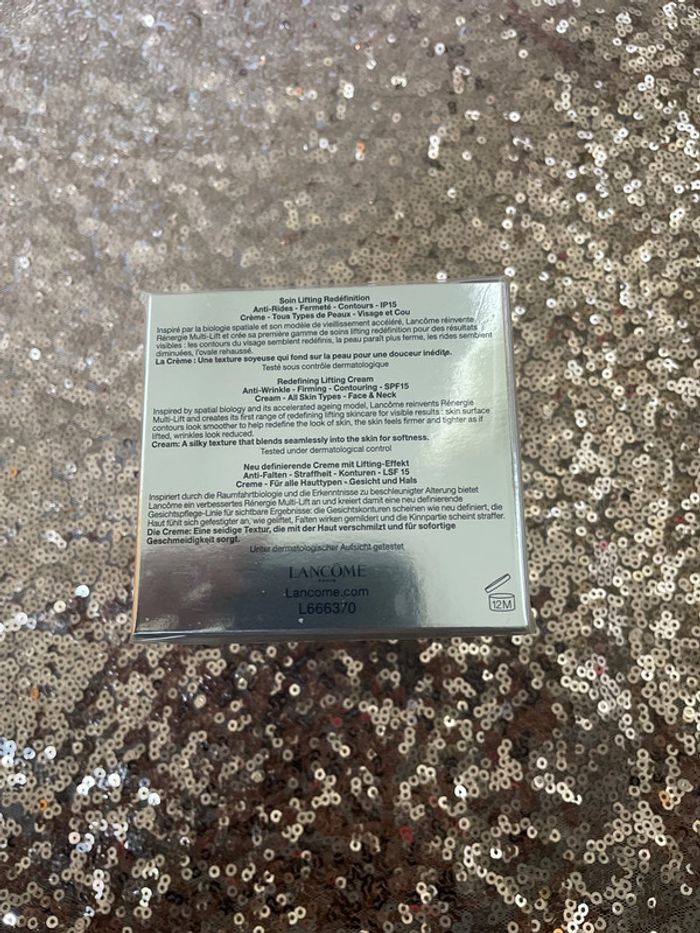 Soin Lifting Redéfinition
Anti-Rides - Fermeté - Contours - IP15
Crème - Tous Types de Peaux - Visage et Cou
Inspiré par la biologie spatiale et son modèle de vieillissement accéléré, Lancôme réinvente
Rénergie Multi-Lift et crée sa première gamme de soins lifting redéfinition pour des résultats
visibles : les contours du visage semblent redéfinis, la peau paraît plus ferme, les rides semblent
diminuées, l'ovale rehaussé.
La Crème : Une texture soyeuse qui fond sur la peau pour une douceur inédite.
Testé sous contrôle dermatologique
Redefining Lifting Cream
Anti-Wrinkle - Firming - Contouring - SPF15
Cream - All Skin Types - Face & Neck
Inspired by spatial biology and its accelerated ageing model, Lancôme reinvents Rénergie
Multi-Lift and creates its first range of redefining lifting skincare for visible results : skin surface
contours look smoother to help redefine the look of skin, the skin feels firmer and tighter as if
lifted, wrinkles look reduced.
Cream: A silky texture that blends seamlessly into the skin for softness.
Tested under dermatological control
Neu definierende Creme mit Lifting-Effekt
Anti-Falten - Straffheit - Konturen - LSF 15
Creme - Für alle Hauttypen - Gesicht und Hals
Inspiriert durch die Raumfahrtbiologie und die Erkenntnisse zu beschleunigter Alterung bietet
Lancôme ein verbessertes Rénergie Multi-Lift an und kreiert damit eine neu definierende
Gesichtspflege-Linie für sichtbare Ergebnisse: die Gesichtskonturen scheinen wie neu definiert, die
Haut fühlt sich gefestigter an, wie geliftet, Falten wirken gemildert und die Kinnpartie scheint straffer.
Die Creme: Eine seidige Textur, die mit der Haut verschmilzt und für sofortige
Geschmeidigkeit sorgt.
Unter dermatologischer Aufsicht getestet
LANCÔME
PARIS
Lancome.com
L666370
12M